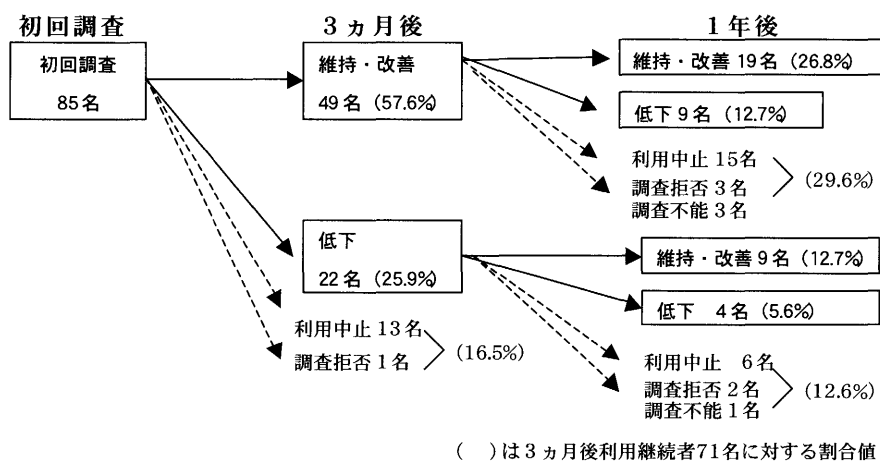 初回調査
3ヵ月後
1年後
初回調査
85名
維持・改善
49名 (57.6%)
維持・改善 19名 (26.8%)
低下 9名 (12.7%)
利用中止 15名
調査拒否 3名
調査不能 3名
(29.6%)
低下
22名 (25.9%)
利用中止 13名
調査拒否 1名
(16.5%)
維持・改善 9名 (12.7%)
低下 4名 (5.6%)
利用中止 6名
調査拒否 2名
調査不能 1名
(12.6%)
( )は3ヵ月後利用継続者71名に対する割合値